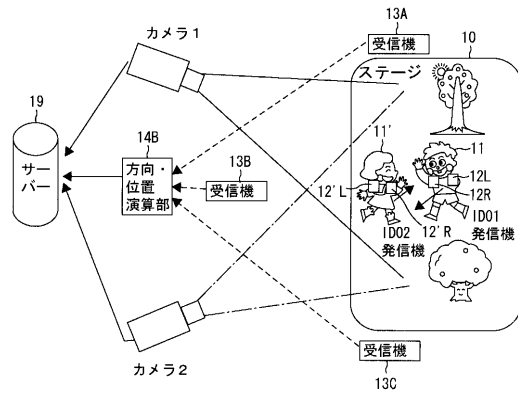 カメラ1
13A
受信機
10
ステージ
19
サーバー
14B
方向・
位置
演算部
13B
受信機
11'
11
12L
12R
12'L
12'R
ID01
発信機
ID02
発信機
カメラ2
受信機
13C